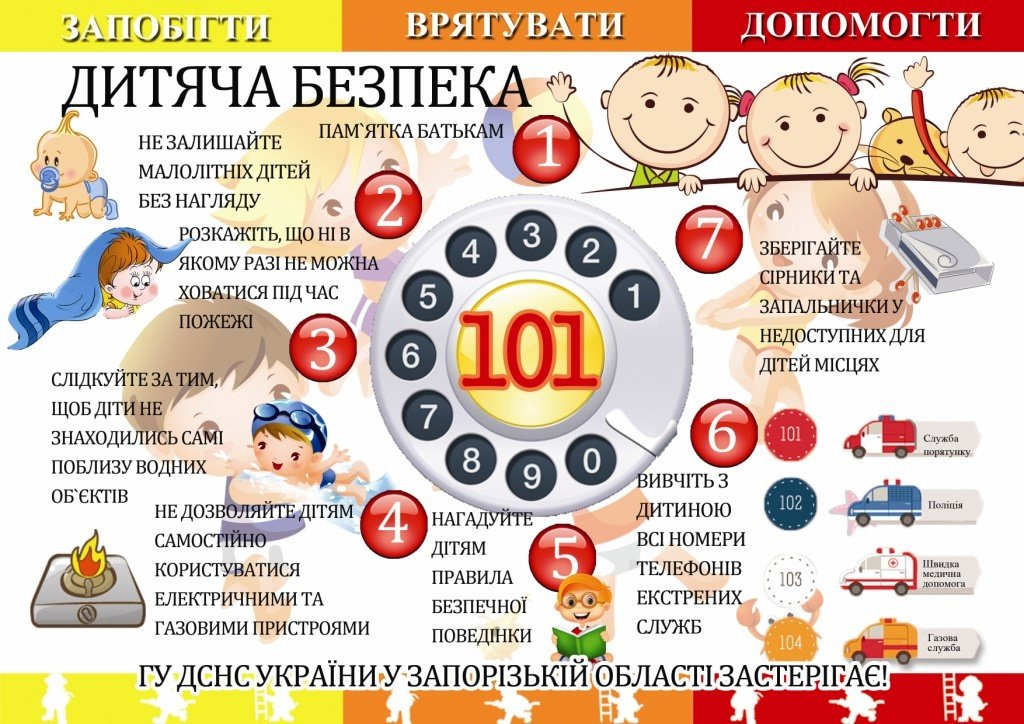 ЗАПОБІГТИ
ВРЯТУВАТИ
ДОПОМОГТИ
ДИТЯЧА БЕЗПЕКА
ПАМ`ЯТКА БАТЬКАМ
1
НЕ ЗАЛИШАЙТЕ
МАЛОЛІТНІХ ДІТЕЙ
БЕЗ НАГЛЯДУ
2
РОЗКАЖІТЬ, ЩО НІ В
ЯКОМУ РАЗІ НЕ МОЖНА
ХОВАТИСЯ ПІД ЧАС
ПОЖЕЖІ
3
СЛІДКУЙТЕ ЗА ТИМ,
ЩОБ ДІТИ НЕ
ЗНАХОДИЛИСЬ САМІ
ПОБЛИЗУ ВОДНИХ
ОБ`ЄКТІВ
4
НЕ ДОЗВОЛЯЙТЕ ДІТЯМ
САМОСТІЙНО
КОРИСТУВАТИСЯ
ЕЛЕКТРИЧНИМИ ТА
ГАЗОВИМИ ПРИСТРОЯМИ
5
НАГАДУЙТЕ
ДІТЯМ
ПРАВИЛА
БЕЗПЕЧНОЇ
ПОВЕДІНКИ
6
ВИВЧІТЬ З
ДИТИНОЮ
ВСІ НОМЕРИ
ТЕЛЕФОНІВ
ЕКСТРЕНИХ
СЛУЖБ
7
ЗБЕРІГАЙТЕ
СІРНИКИ ТА
ЗАПАЛЬНИЧКИ У
НЕДОСТУПНИХ ДЛЯ
ДІТЕЙ МІСЦЯХ
1
2
3
4
5
6
7
8
9
0
101
101
Служба
порятунку
102
Поліція
103
Швидка
медична
допомога
104
Газова
служба
ГУ ДСНС УКРАЇНИ У ЗАПОРІЗЬКІЙ ОБЛАСТІ ЗАСТЕРІГАЄ!